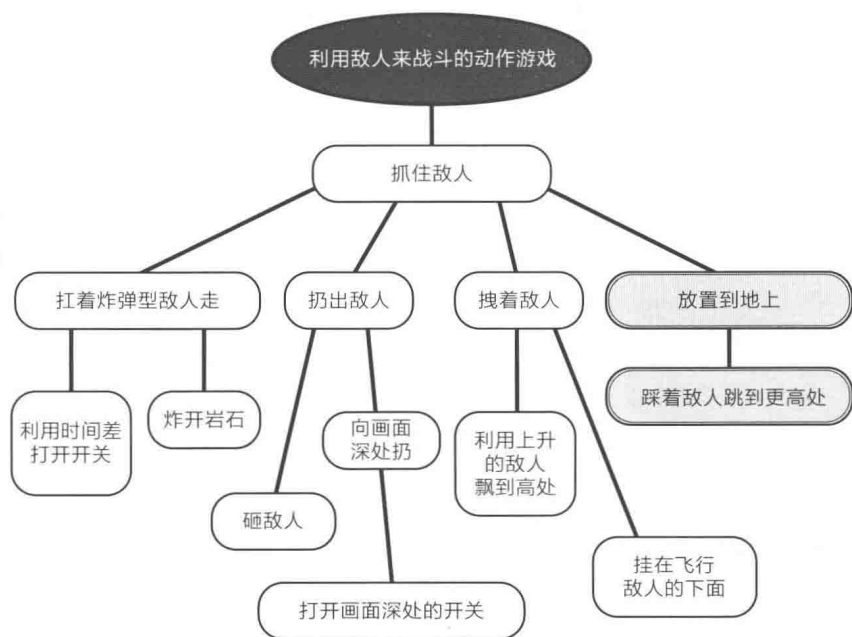 利用敌人来战斗的动作游戏
抓住敌人
扛着炸弹型敌人走
扔出敌人
拽着敌人
放置到地上
利用时间差
打开开关
炸开岩石
向画面
深处扔
利用上升
的敌人
飘到高处
踩着敌人跳到更高处
砸敌人
打开画面深处的开关
挂在飞行
敌人的下面